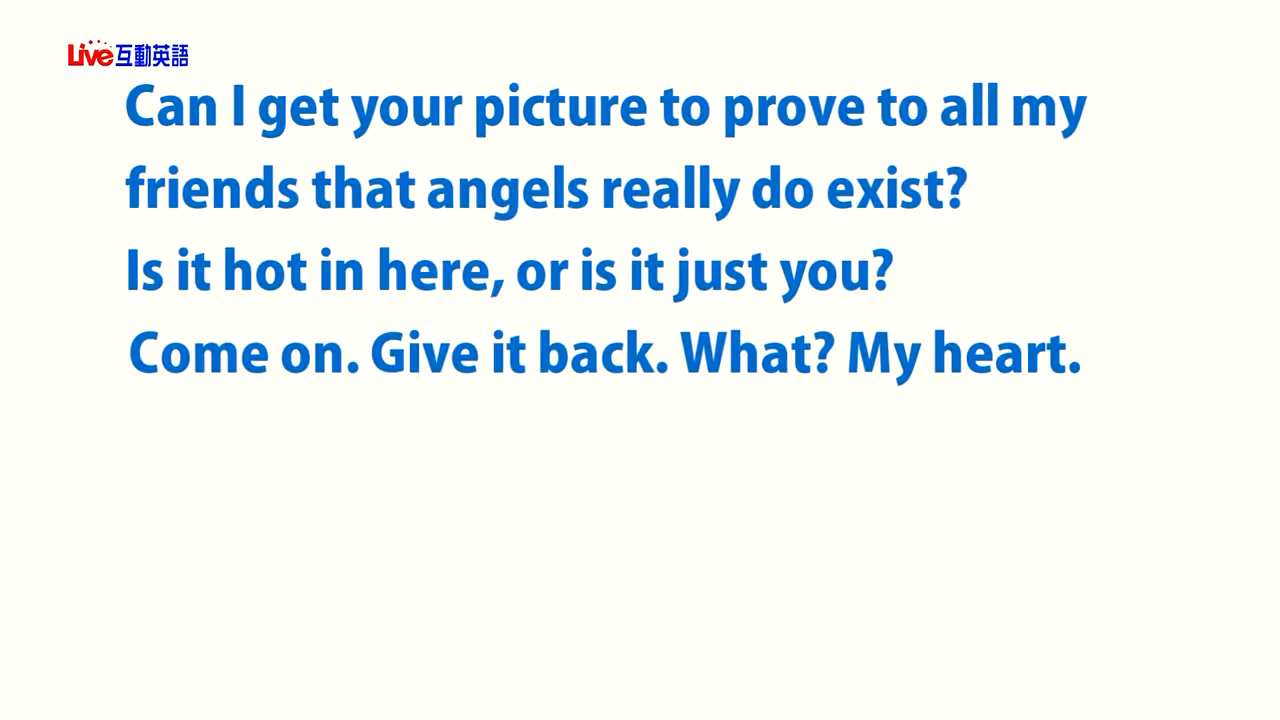 Live互動英語
Can I get your picture to prove to all my
friends that angels really do exist?
Is it hot in here, or is it just you?
Come on. Give it back. What? My heart.